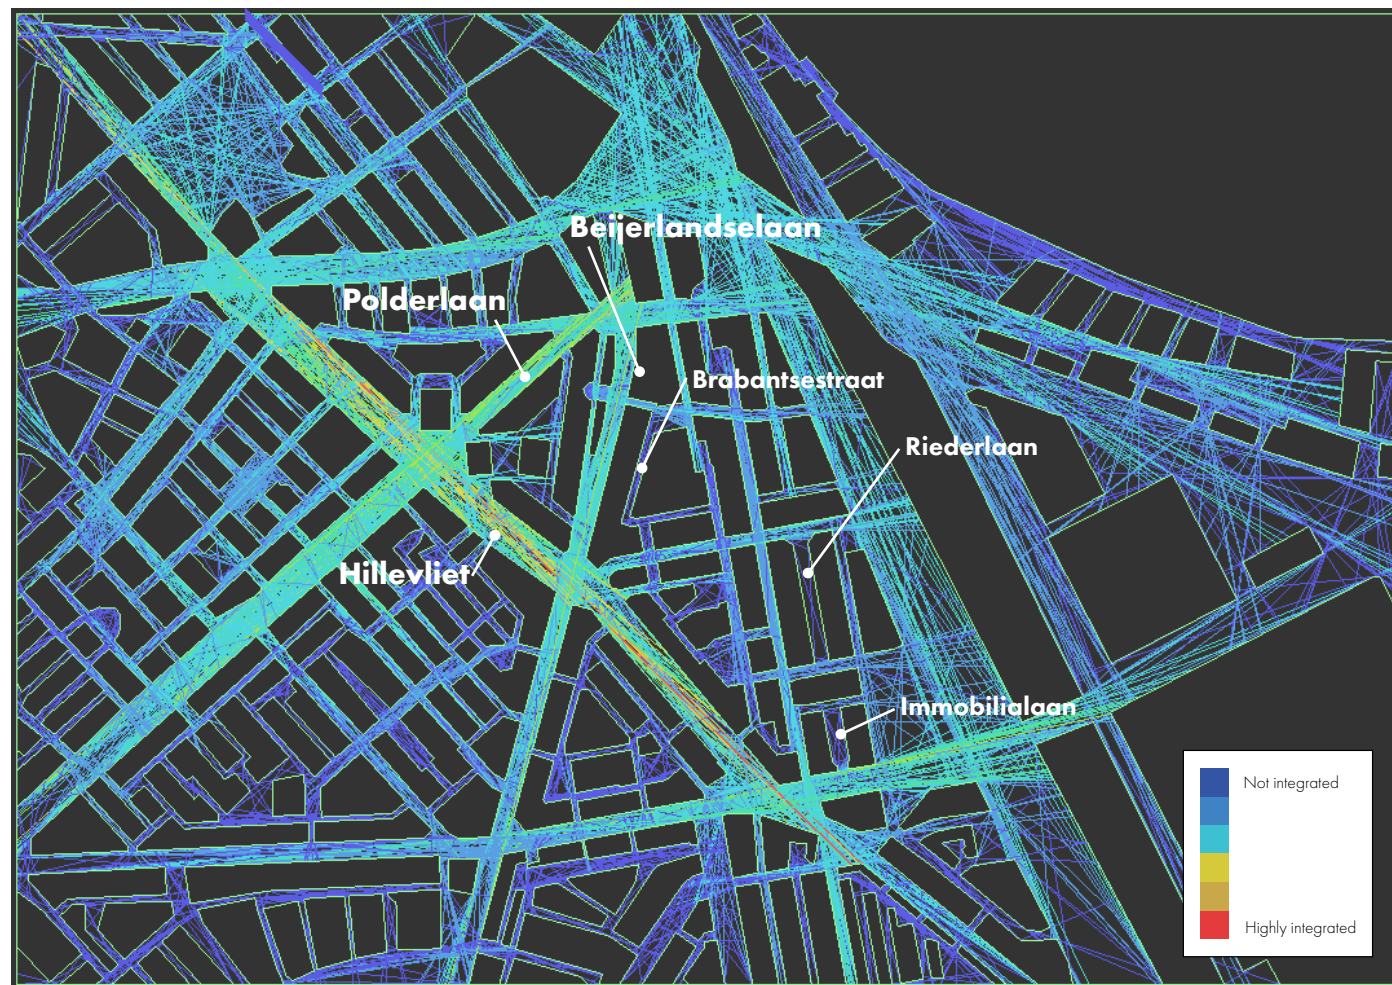 Beijerlandselaan
Polderlaan
Brabantsestraat
Riederlaan
Hillevliet
Immobilialaan
Not integrated
Highly integrated